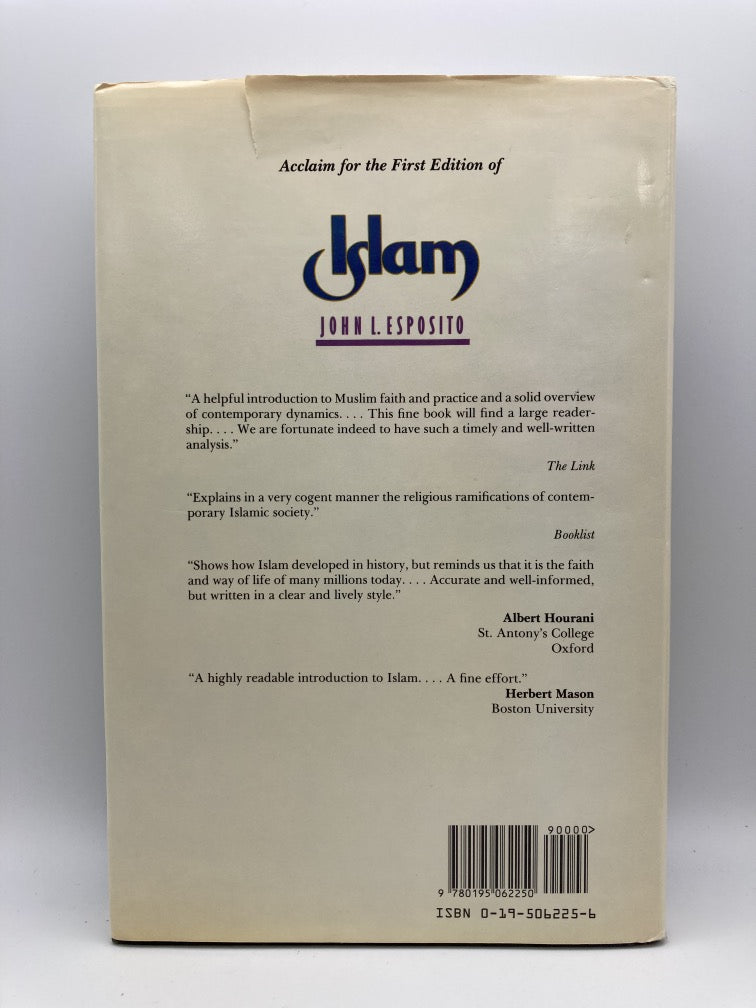 Acclaim for the First Edition of
Islam
JOHN L. ESPOSITO
“A helpful introduction to Muslim faith and practice and a solid overview
of contemporary dynamics. . . . This fine book will find a large reader-
ship. . . . We are fortunate indeed to have such a timely and well-written
analysis.”
The Link
“Explains in a very cogent manner the religious ramifications of contem-
porary Islamic society.”
Booklist
“Shows how Islam developed in history, but reminds us that it is the faith
and way of life of many millions today. . . . Accurate and well-informed,
but written in a clear and lively style.”
Albert Hourani
St. Antony's College
Oxford
“A highly readable introduction to Islam. . . . A fine effort.”
Herbert Mason
Boston University
90000>
9 780195 062250
ISBN 0-19-506225-6